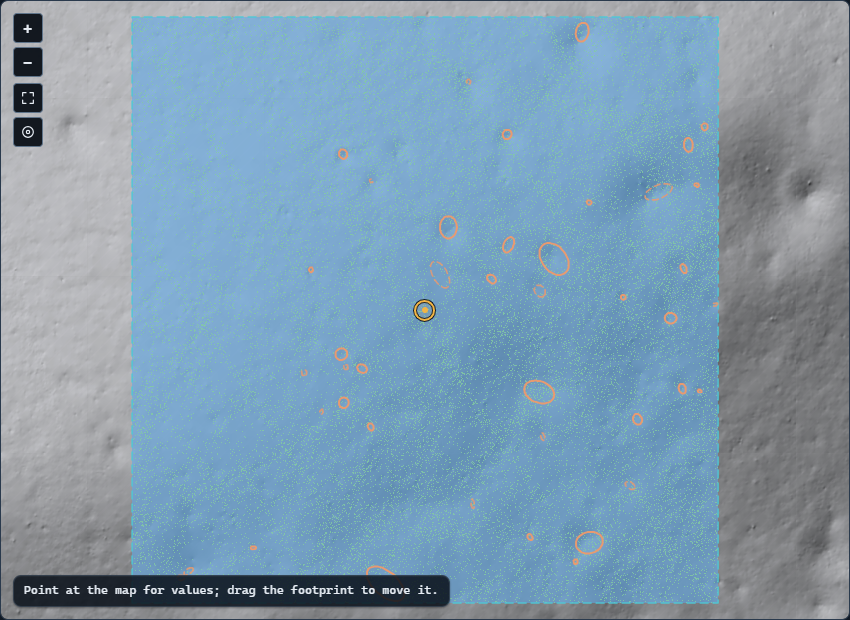 +
−
Point at the map for values; drag the footprint to move it.